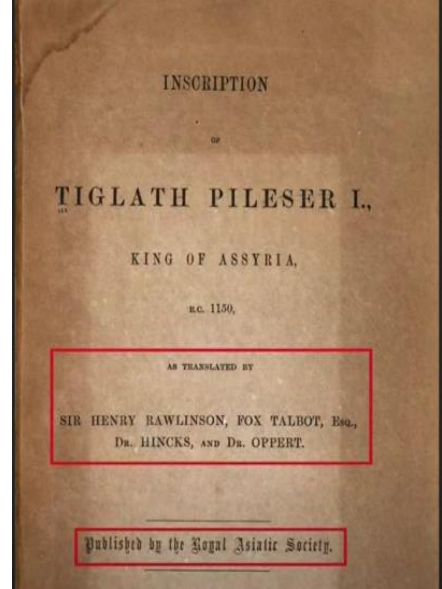 INSCRIPTION
OF
TIGLATH PILESER I.,
KING OF ASSYRIA,
B.C. 1150,
AS TRANSLATED BY
SIR HENRY RAWLINSON, FOX TALBOT, ESQ.,
DR. HINCKS, AND DR. OPPERT.
Published by the Royal Asiatic Society.